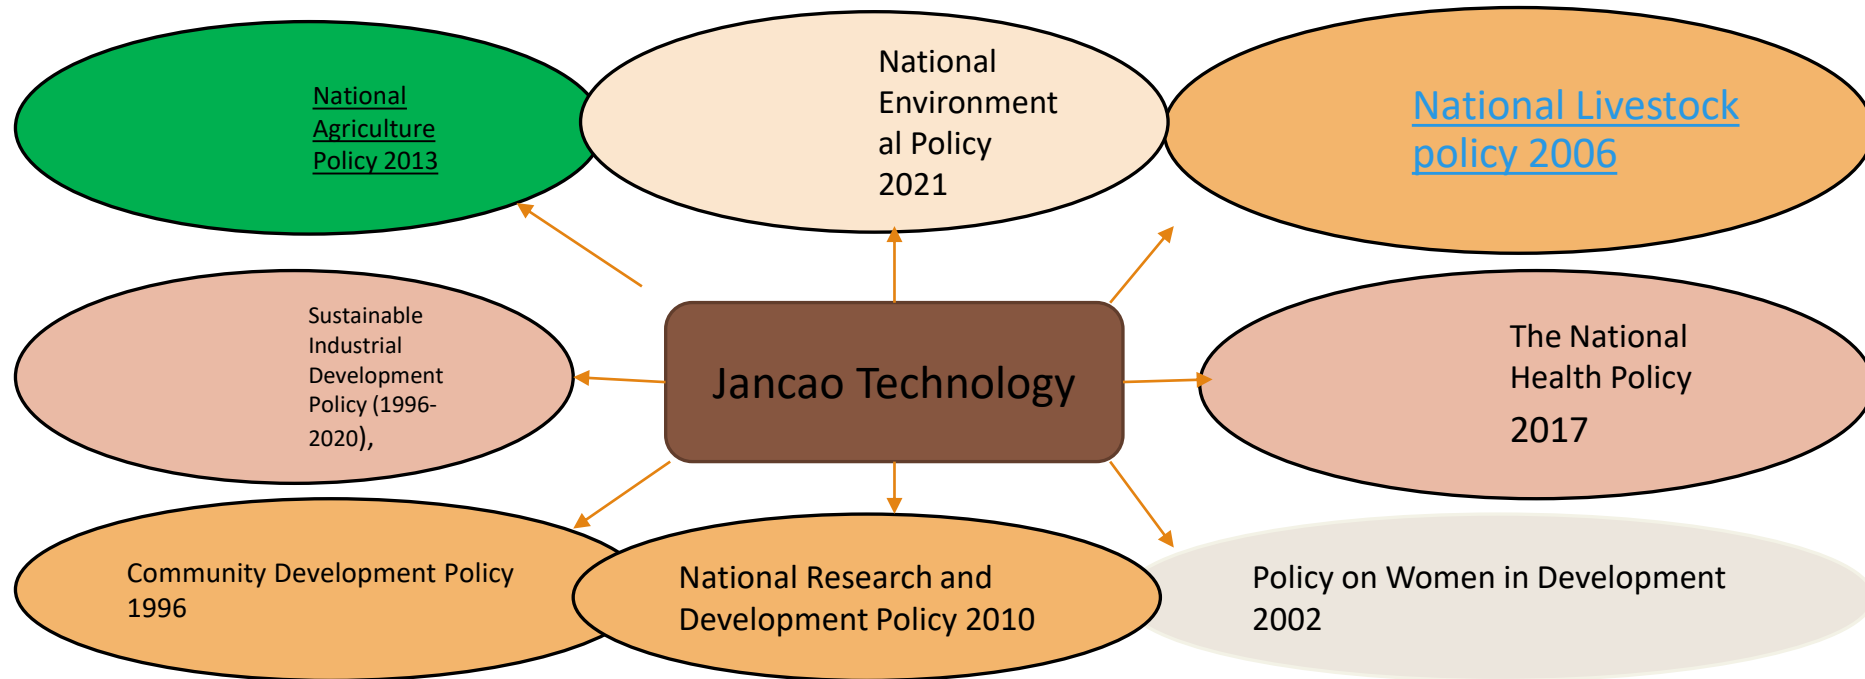 National
Agriculture
Policy 2013
National
Environment
al Policy
2021
National Livestock
policy 2006
Sustainable
Industrial
Development
Policy (1996-
2020),
Jancao Technology
The National
Health Policy
2017
Community Development Policy
1996
National Research and
Development Policy 2010
Policy on Women in Development
2002